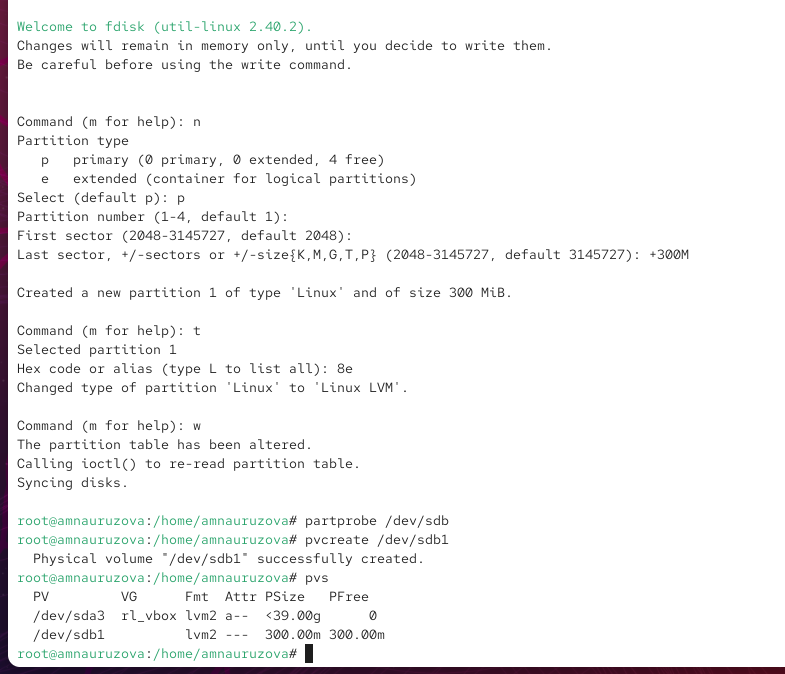 Welcome to fdisk (util-linux 2.40.2).
Changes will remain in memory only, until you decide to write them.
Be careful before using the write command.
Command (m for help): n
Partition type
   p   primary (0 primary, 0 extended, 4 free)
   e   extended (container for logical partitions)
Select (default p): p
Partition number (1-4, default 1):
First sector (2048-3145727, default 2048):
Last sector, +/-sectors or +/-size{K,M,G,T,P} (2048-3145727, default 3145727): +300M
Created a new partition 1 of type 'Linux' and of size 300 MiB.
Command (m for help): t
Selected partition 1
Hex code or alias (type L to list all): 8e
Changed type of partition 'Linux' to 'Linux LVM'.
Command (m for help): w
The partition table has been altered.
Calling ioctl() to re-read partition table.
Syncing disks.
root@amnauruzova:/home/amnauruzova# partprobe /dev/sdb
root@amnauruzova:/home/amnauruzova# pvcreate /dev/sdb1
  Physical volume "/dev/sdb1" successfully created.
root@amnauruzova:/home/amnauruzova# pvs
  PV         VG      Fmt  Attr PSize   PFree
  /dev/sda3  rl_vbox lvm2 a--  <39.00g      0
  /dev/sdb1          lvm2 ---  300.00m 300.00m
root@amnauruzova:/home/amnauruzova#